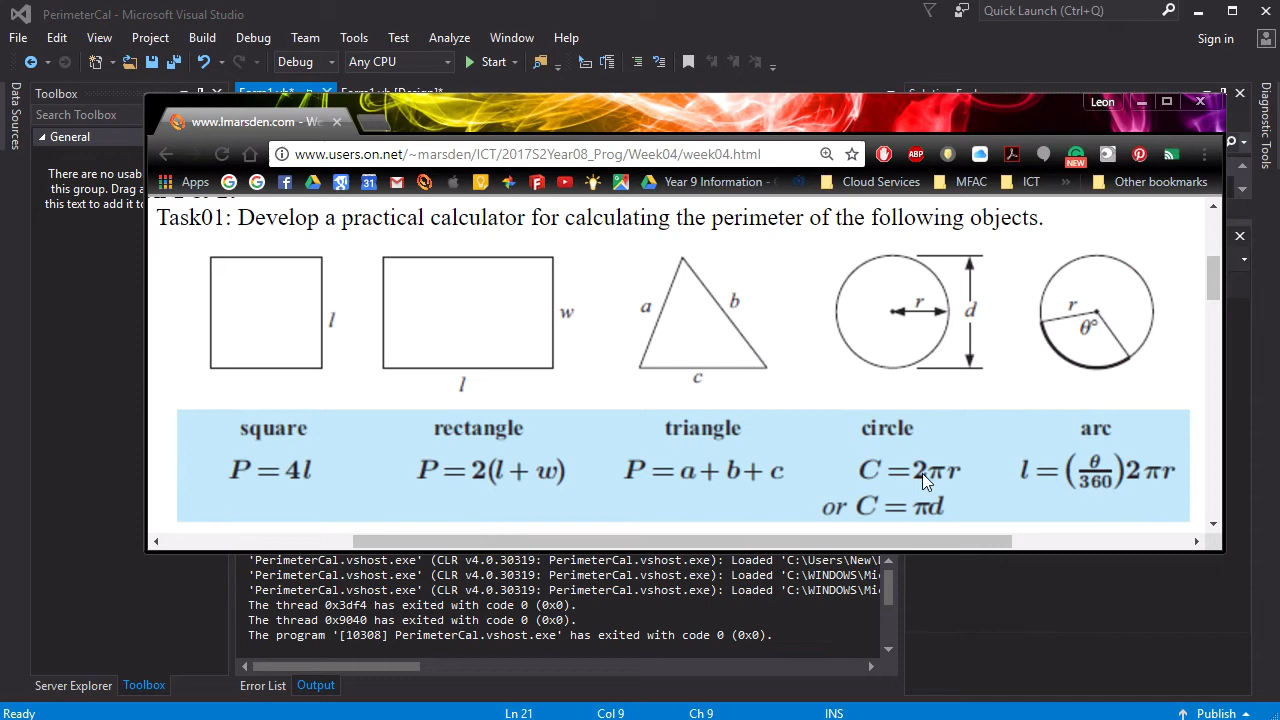 PerimeterCal - Microsoft Visual Studio
Quick Launch (Ctrl+Q)
File Edit View Project Build Debug Team Tools Test Analyze Window Help
Sign in
Debug Any CPU Start
Data Sources
Toolbox
Search Toolbox
General
There are no usab
this group. Drag a
this text to add it to
Diagnostic Tools
Leon
www.lmarsden.com - We
www.users.on.net/~marsden/ICT/2017S2Year08_Prog/Week04/week04.html
ABP
NEW
Apps
31
Year 9 Information -
Cloud Services
MFAC
ICT
»
Other bookmarks
Task01: Develop a practical calculator for calculating the perimeter of the following objects.
l
w
l
a
b
c
r
d
r
θ°
square rectangle triangle circle arc
P = 4l P = 2(l + w) P = a + b + c C = 2πr l = (θ/360)2πr
or C = πd
'PerimeterCal.vshost.exe' (CLR v4.0.30319: PerimeterCal.vshost.exe): Loaded 'C:\Users\New\
'PerimeterCal.vshost.exe' (CLR v4.0.30319: PerimeterCal.vshost.exe): Loaded 'C:\WINDOWS\Mi
'PerimeterCal.vshost.exe' (CLR v4.0.30319: PerimeterCal.vshost.exe): Loaded 'C:\WINDOWS\Mi
The thread 0x3df4 has exited with code 0 (0x0).
The thread 0x9040 has exited with code 0 (0x0).
The program '[10308] PerimeterCal.vshost.exe' has exited with code 0 (0x0).
Server Explorer Toolbox Error List Output
Ready Ln 21 Col 9 Ch 9 INS Publish